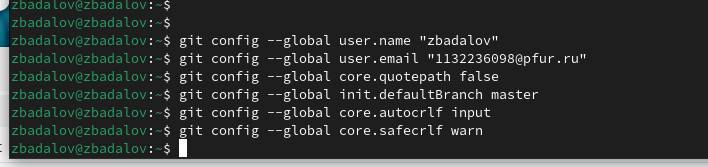 zbadalov@zbadalov:~$
zbadalov@zbadalov:~$
zbadalov@zbadalov:~$ git config --global user.name "zbadalov"
zbadalov@zbadalov:~$ git config --global user.email "1132236098@pfur.ru"
zbadalov@zbadalov:~$ git config --global core.quotepath false
zbadalov@zbadalov:~$ git config --global init.defaultBranch master
zbadalov@zbadalov:~$ git config --global core.autocrlf input
zbadalov@zbadalov:~$ git config --global core.safecrlf warn
zbadalov@zbadalov:~$